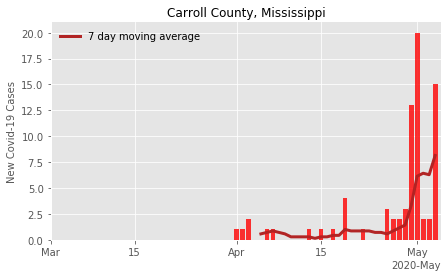 Carroll County, Mississippi
7 day moving average
New Covid-19 Cases
20.0
17.5
15.0
12.5
10.0
7.5
5.0
2.5
0.0
Mar 15 Apr 15 May
2020-May